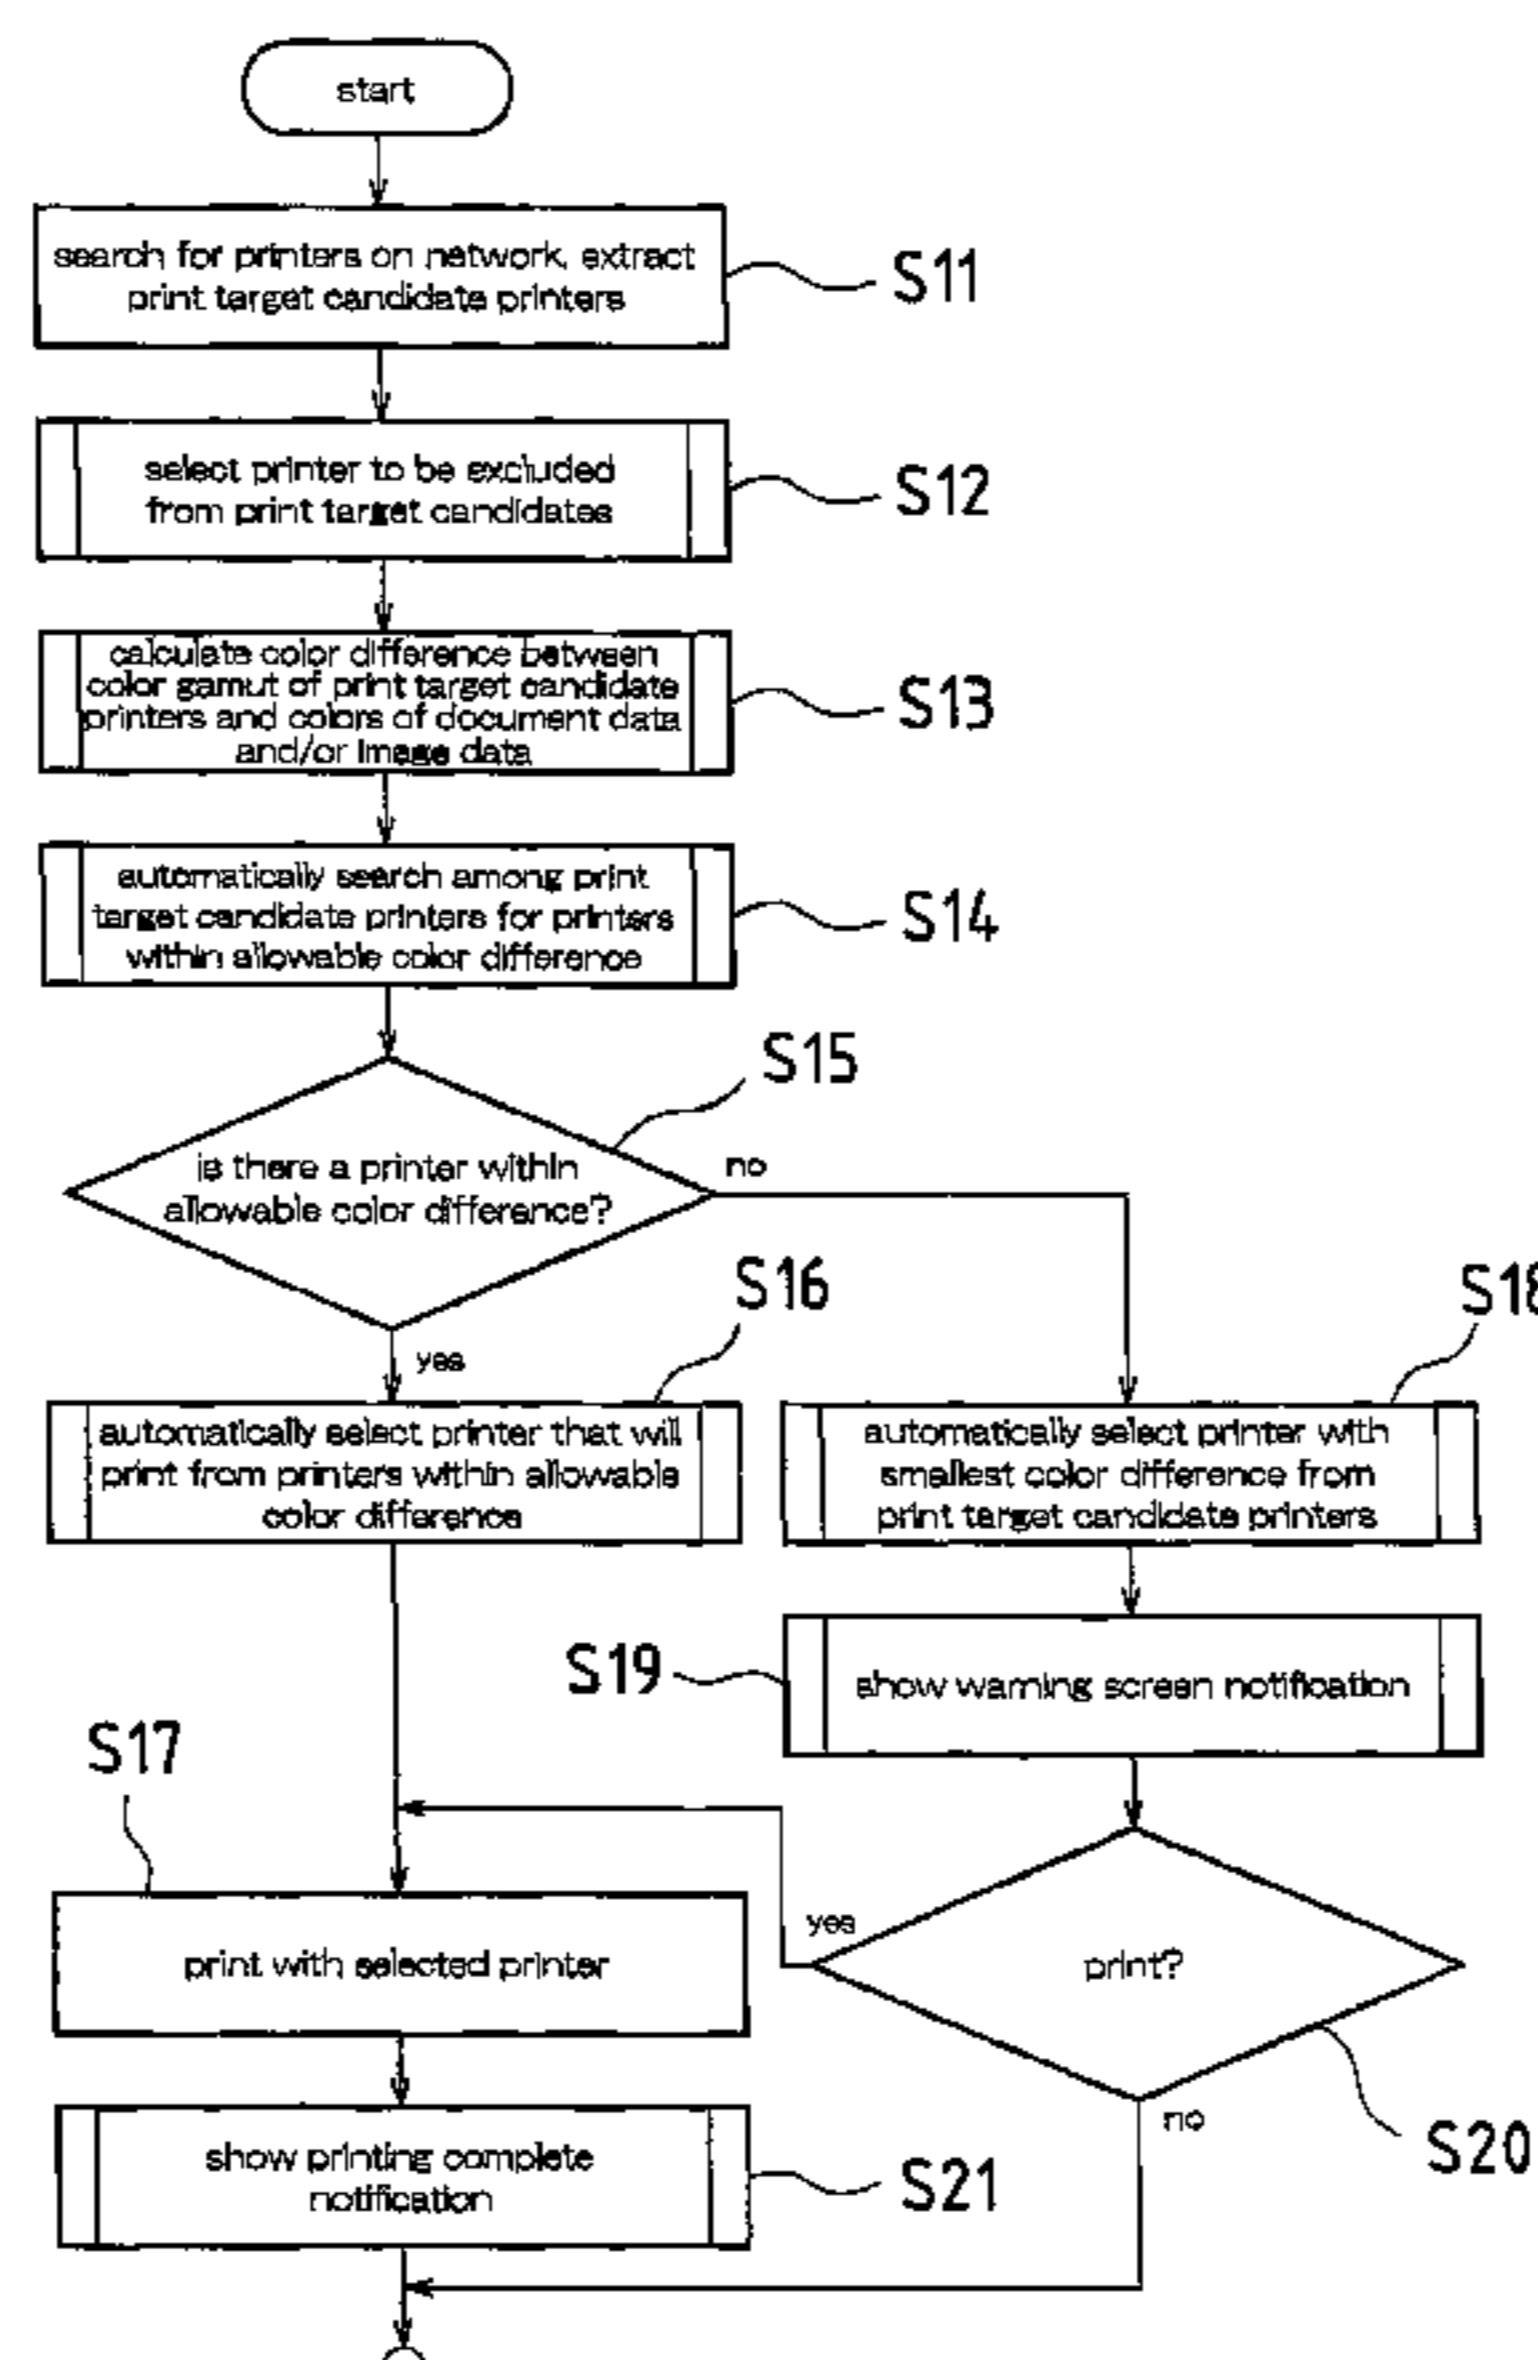 start
search for printers on network, extract
print target candidate printers
S11
select printer to be excluded
from print target candidates
S12
calculate color difference between
color gamut of print target candidate
printers and colors of document data
and/or image data
S13
automatically search among print
target candidate printers for printers
within allowable color difference
S14
S15
is there a printer within
allowable color difference?
no
yes
S16
automatically select printer that will
print from printers within allowable
color difference
S18
automatically select printer with
smallest color difference from
print target candidate printers
S19
show warning screen notification
S17
print with selected printer
yes
print?
no
S20
show printing complete
notification
S21